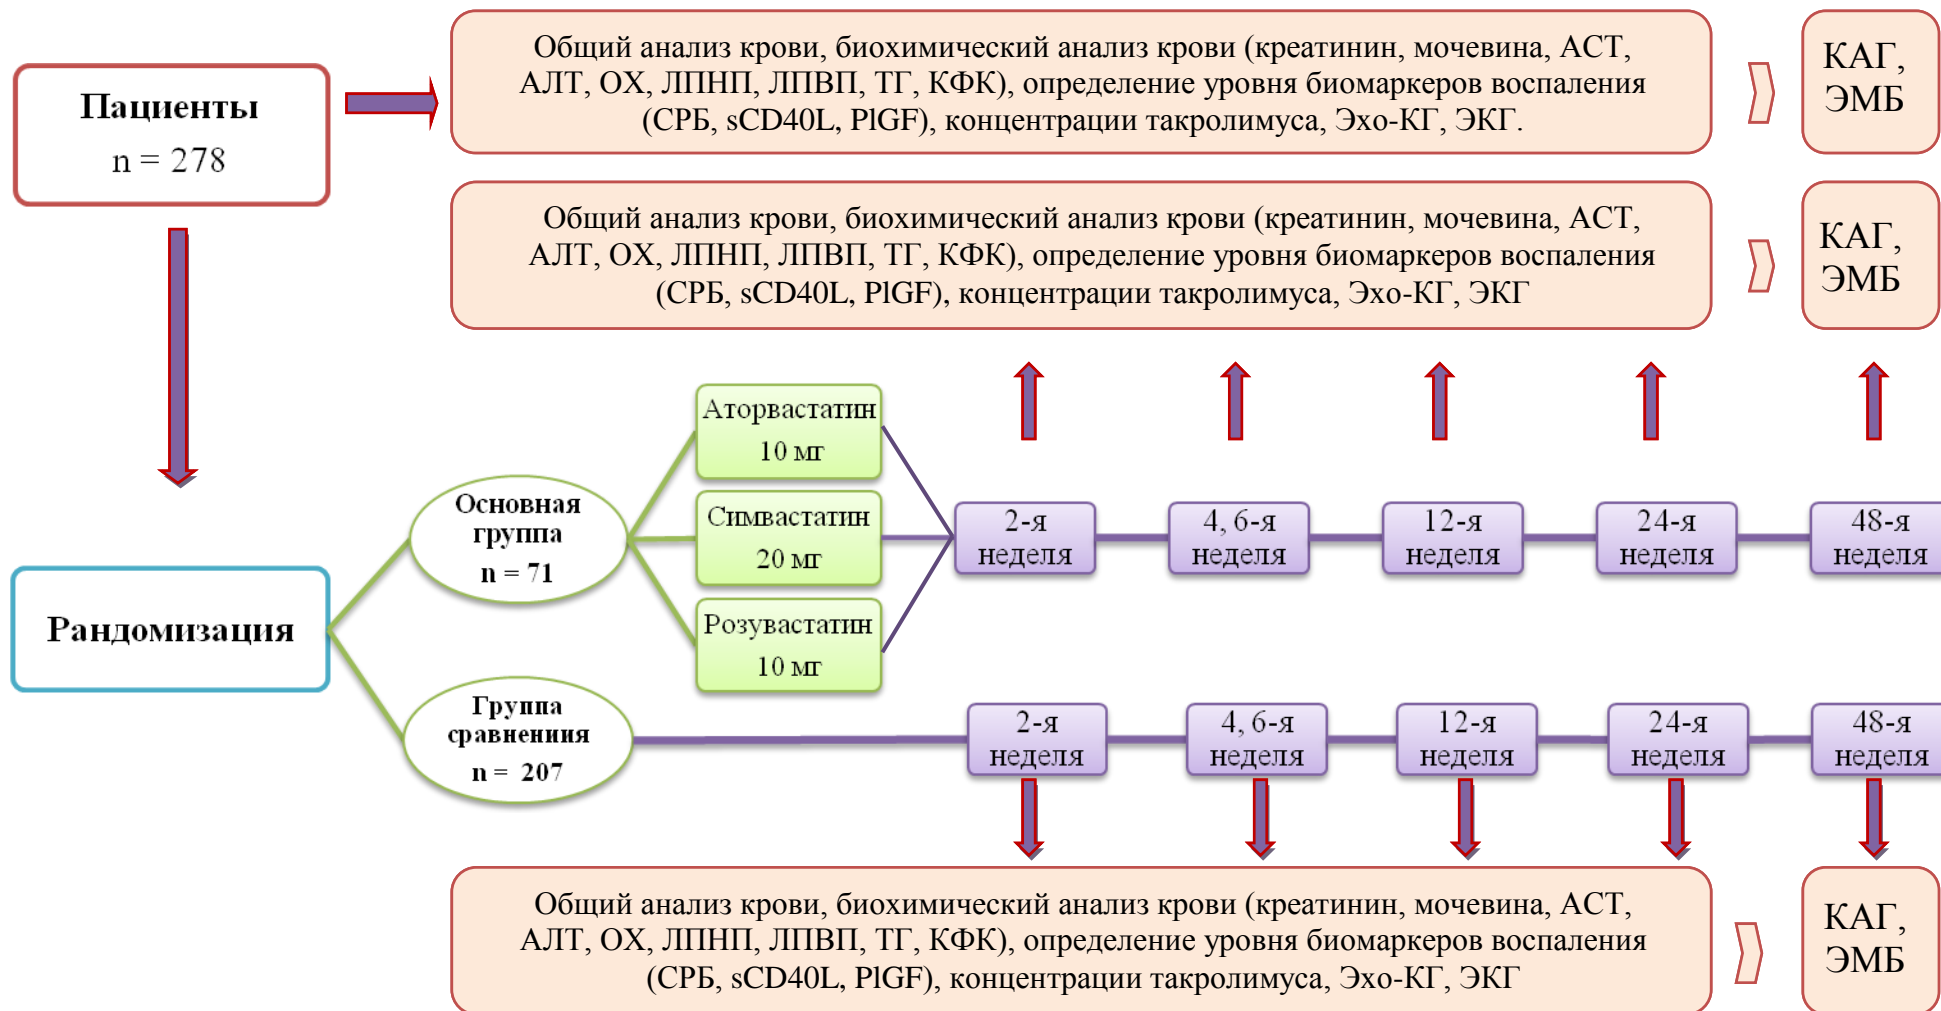 Пациенты
n = 278
Общий анализ крови, биохимический анализ крови (креатинин, мочевина, АСТ,
АЛТ, ОХ, ЛПНП, ЛПВП, ТГ, КФК), определение уровня биомаркеров воспаления
(СРБ, sCD40L, PlGF), концентрации такролимуса, Эхо-КГ, ЭКГ.
КАГ,
ЭМБ
Общий анализ крови, биохимический анализ крови (креатинин, мочевина, АСТ,
АЛТ, ОХ, ЛПНП, ЛПВП, ТГ, КФК), определение уровня биомаркеров воспаления
(СРБ, sCD40L, PlGF), концентрации такролимуса, Эхо-КГ, ЭКГ
КАГ,
ЭМБ
Рандомизация
Основная
группа
n = 71
Аторвастатин
10 мг
Симвастатин
20 мг
Розувастатин
10 мг
2-я
неделя
4, 6-я
неделя
12-я
неделя
24-я
неделя
48-я
неделя
Группа
сравнениия
n = 207
2-я
неделя
4, 6-я
неделя
12-я
неделя
24-я
неделя
48-я
неделя
Общий анализ крови, биохимический анализ крови (креатинин, мочевина, АСТ,
АЛТ, ОХ, ЛПНП, ЛПВП, ТГ, КФК), определение уровня биомаркеров воспаления
(СРБ, sCD40L, PlGF), концентрации такролимуса, Эхо-КГ, ЭКГ
КАГ,
ЭМБ